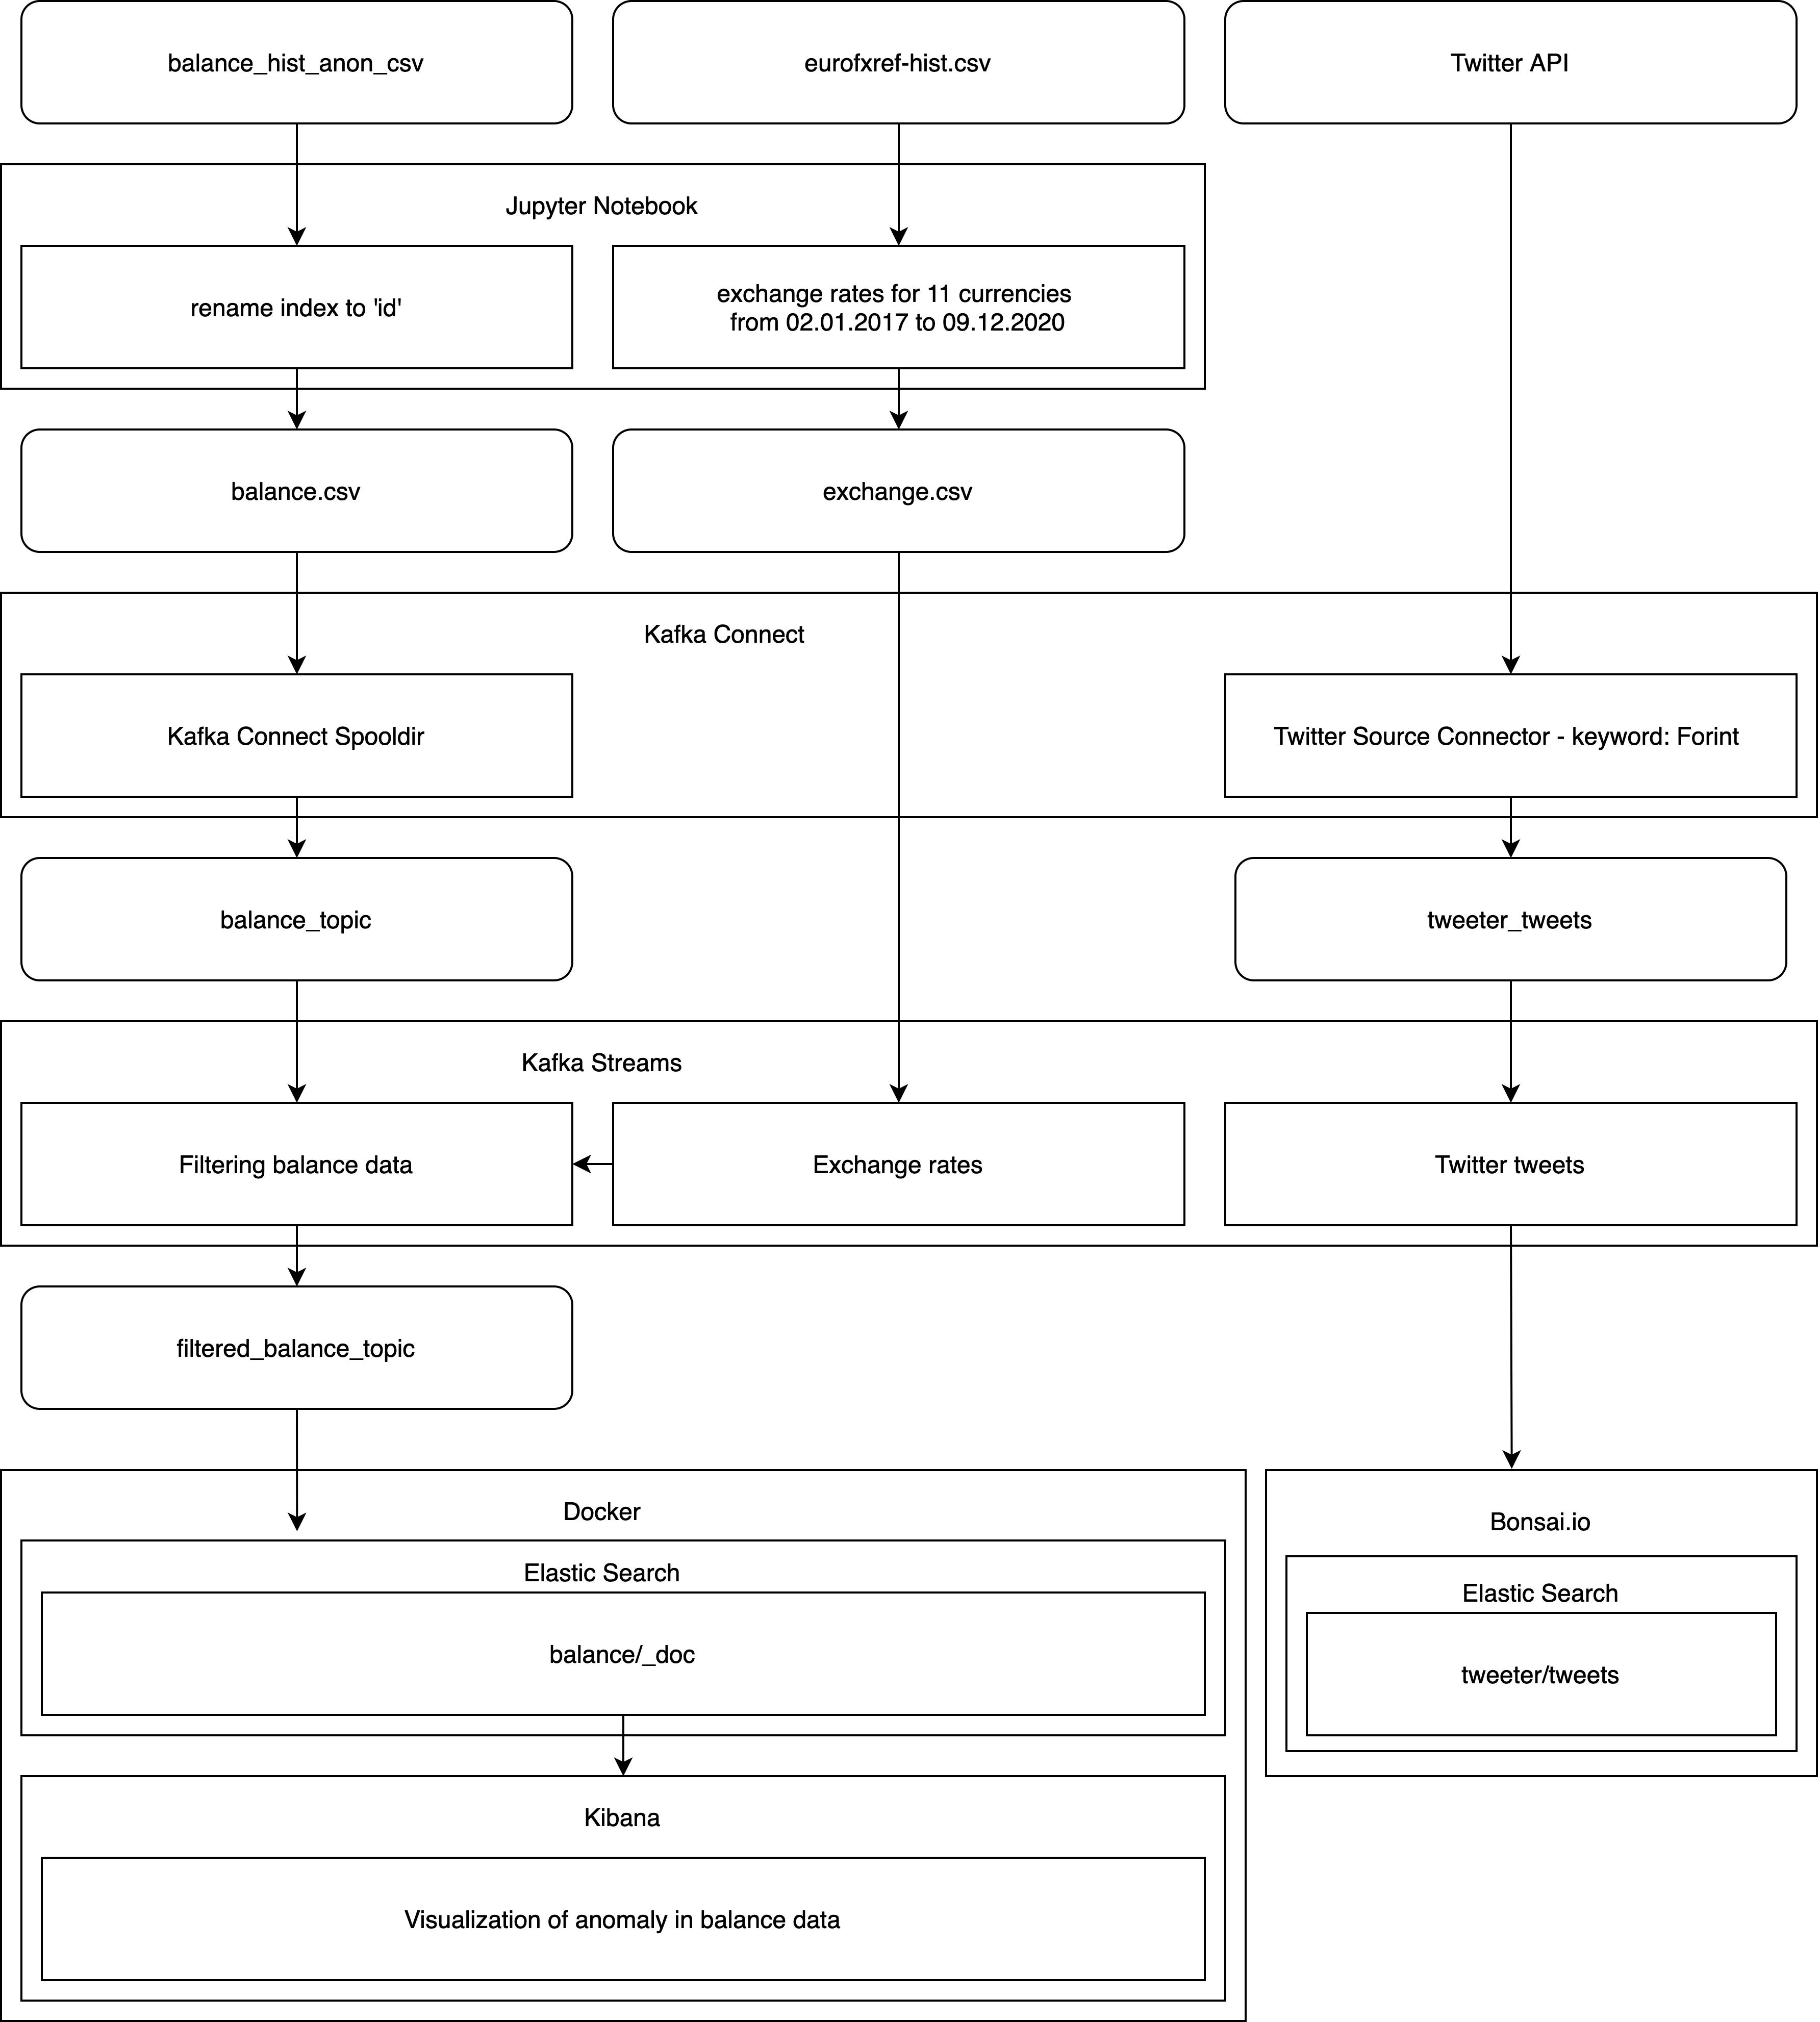 balance_hist_anon_csv
eurofxref-hist.csv
Twitter API
Jupyter Notebook
rename index to 'id'
exchange rates for 11 currencies
from 02.01.2017 to 09.12.2020
balance.csv
exchange.csv
Kafka Connect
Kafka Connect Spooldir
Twitter Source Connector - keyword: Forint
balance_topic
tweeter_tweets
Kafka Streams
Filtering balance data
Exchange rates
Twitter tweets
filtered_balance_topic
Docker
Bonsai.io
Elastic Search
Elastic Search
balance/_doc
tweeter/tweets
Kibana
Visualization of anomaly in balance data